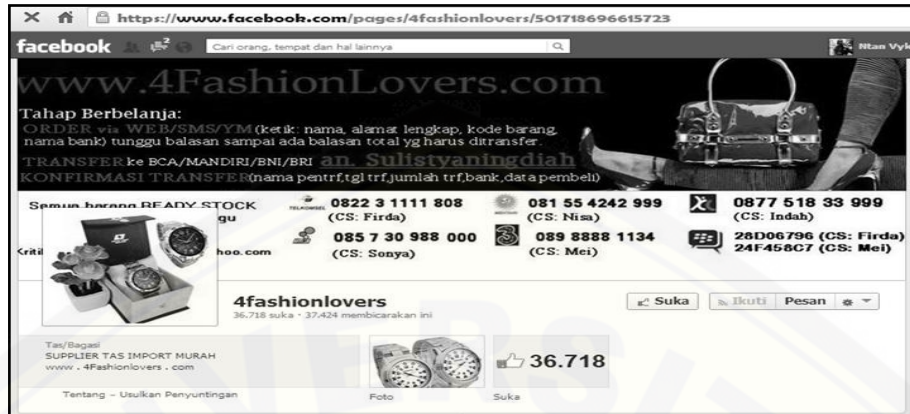 https://www.facebook.com/pages/4fashionlovers/501718696615723
facebook
2
Cari orang, tempat dan hal lainnya
Ntan Vyk
www.4FashionLovers.com
Tahap Berbelanja:
ORDER via WEB/SMS/YM (ketik: nama, alamat lengkap, kode barang,
nama bank) tunggu balasan sampai ada balasan total yg harus ditransfer.
TRANSFER ke BCA/MANDIRI/BNI/BRI an. Sulistyaningdiah
KONFIRMASI TRANSFER(nama pentrf,tgl trf,jumlah trf,bank,data pembeli)
Semua barang READY STOCK
gu
hoo.com
TELKOMSEL 0822 3 1111 808
(CS: Firda)
081 55 4242 999
(CS: Nisa)
0877 518 33 999
(CS: Indah)
085 7 30 988 000
(CS: Sonya)
089 8888 1134
(CS: Mei)
28D06796 (CS: Firda)
24F458C7 (CS: Mei)
4fashionlovers
36.718 suka · 37.424 membicarakan ini
Suka
Ikuti
Pesan
Tas/Bagasi
SUPPLIER TAS IMPORT MURAH
www . 4Fashionlovers . com
Tentang – Usulkan Penyuntingan
Foto
36.718
Suka